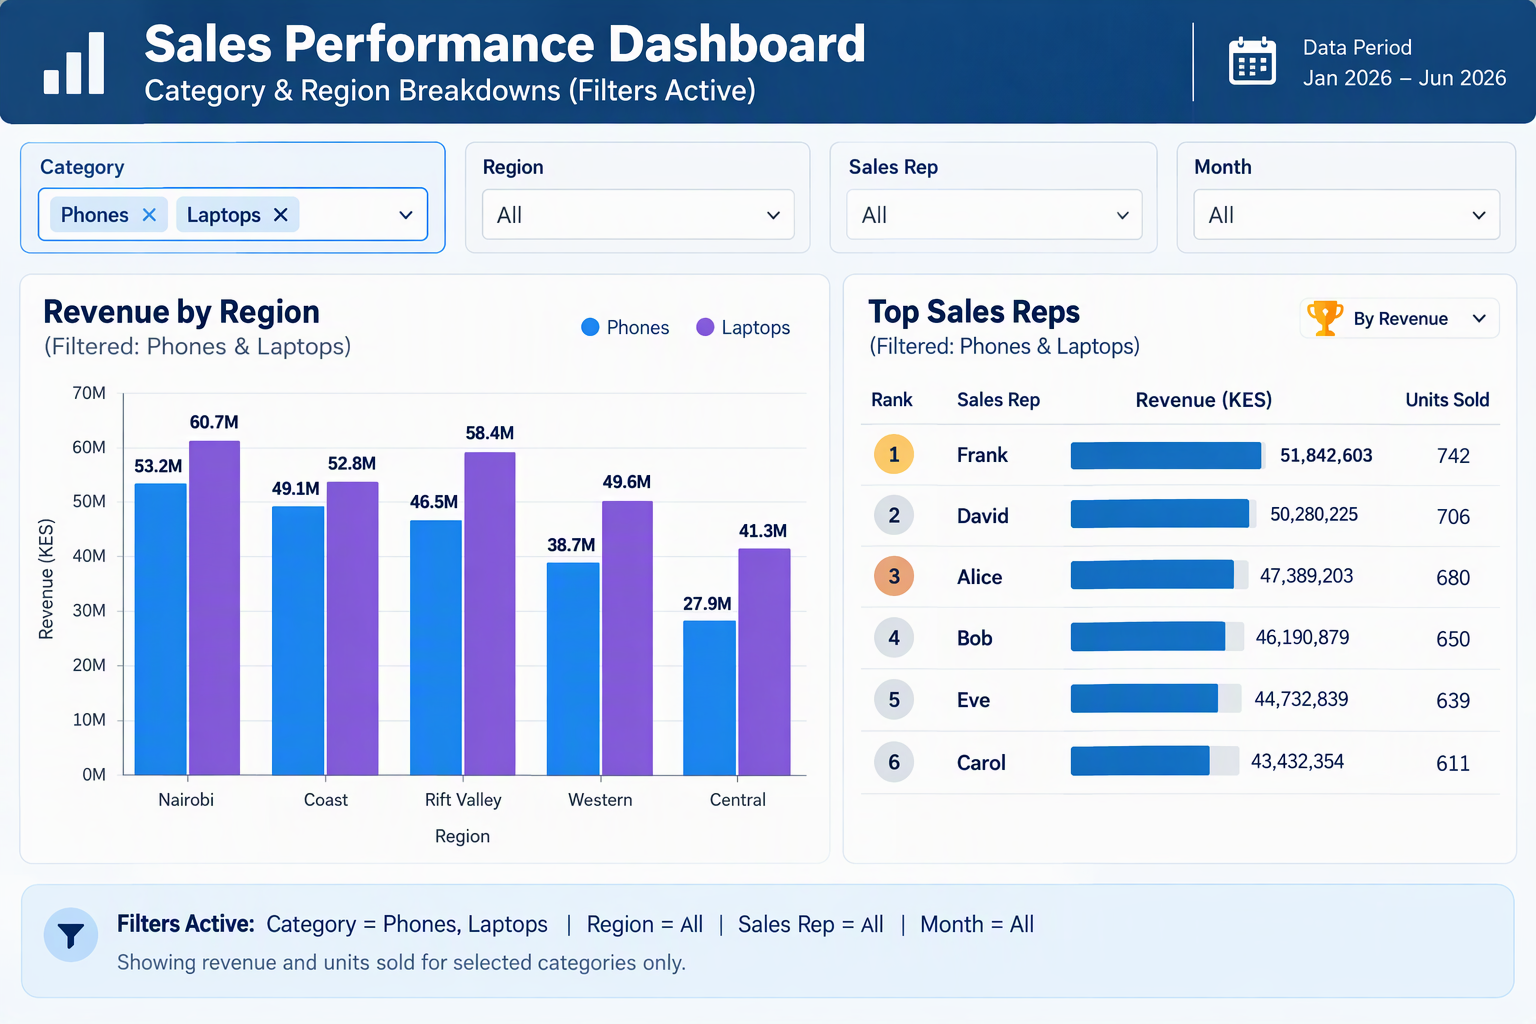 Sales Performance Dashboard
Category & Region Breakdowns (Filters Active)
Data Period
Jan 2026 – Jun 2026
Category
Phones ✕ Laptops ✕
Region
All
Sales Rep
All
Month
All
Revenue by Region
(Filtered: Phones & Laptops)
Phones Laptops
Revenue (KES)
70M
60M
50M
40M
30M
20M
10M
0M
53.2M 60.7M
49.1M 52.8M
46.5M 58.4M
38.7M 49.6M
27.9M 41.3M
Nairobi Coast Rift Valley Western Central
Region
Top Sales Reps
(Filtered: Phones & Laptops)
By Revenue
Rank Sales Rep Revenue (KES) Units Sold
1 Frank 51,842,603 742
2 David 50,280,225 706
3 Alice 47,389,203 680
4 Bob 46,190,879 650
5 Eve 44,732,839 639
6 Carol 43,432,354 611
Filters Active: Category = Phones, Laptops | Region = All | Sales Rep = All | Month = All
Showing revenue and units sold for selected categories only.